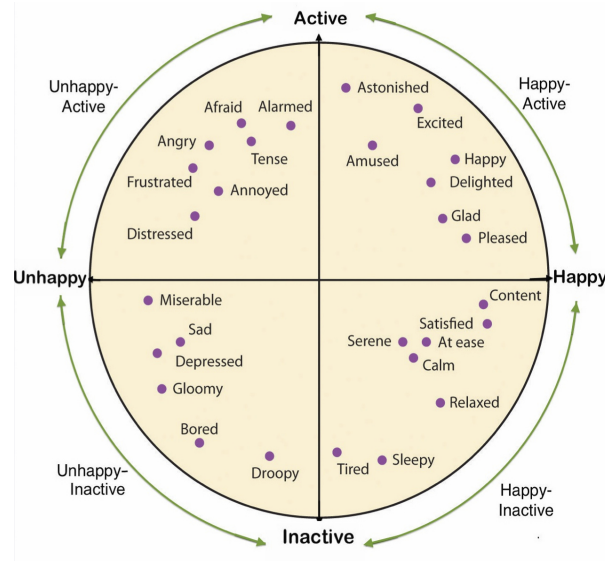 Active
Unhappy-
Active
Happy-
Active
Astonished
Afraid
Alarmed
Excited
Angry
Tense
Amused
Happy
Frustrated
Annoyed
Delighted
Distressed
Glad
Pleased
Unhappy
Happy
Miserable
Content
Sad
Satisfied
Depressed
Serene
At ease
Calm
Gloomy
Relaxed
Bored
Droopy
Tired
Sleepy
Unhappy-
Inactive
Happy-
Inactive
Inactive